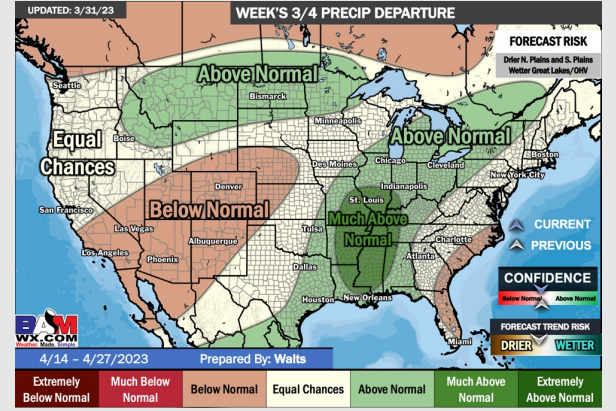 UPDATED: 3/31/23
WEEK'S 3/4 PRECIP DEPARTURE
FORECAST RISK
Drier N. Plains and S. Plains
Wetter Great Lakes/OHV
Above Normal
Seattle
Bismarck
Minneapolis
Equal
Chances
Boise
Above Normal
Boston
Chicago
Cleveland
Des Moines
New York City
Denver
Indianapolis
San Francisco
Below Normal
St. Louis
Much Above
Normal
Las Vegas
Tulsa
Charlotte
Albuquerque
Los Angeles
Phoenix
Atlanta
Dallas
Houston
New Orleans
Miami
CURRENT
PREVIOUS
CONFIDENCE
Below Normal
Above Normal
FORECAST TREND RISK
DRIER
WETTER
BAM
WX.COM
Weather. Made. Simple.
4/14 – 4/27/2023
Prepared By: Walts
Extremely
Below Normal
Much Below
Normal
Below Normal
Equal Chances
Above Normal
Much Above
Normal
Extremely
Above Normal